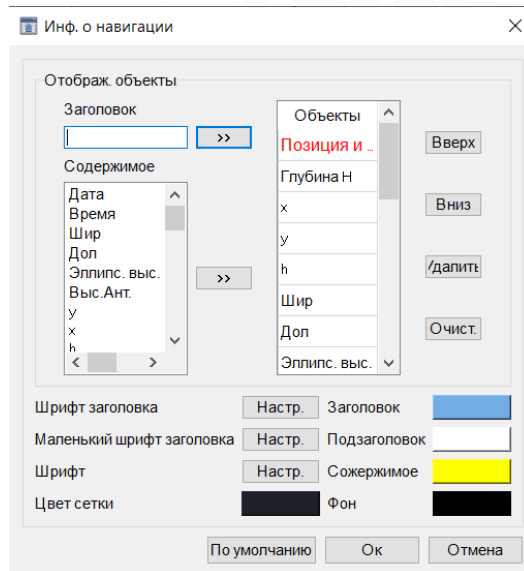 Инф. о навигации
Отображ. объекты
Заголовок
>>
Содержимое
Дата
Время
Шир
Дол
Эллипс. выс.
Выс.Ант.
y
x
h
>>
Объекты
Позиция и ...
Глубина Н
x
y
h
Шир
Дол
Эллипс. выс.
Вверх
Вниз
Удалить
Очист.
Шрифт заголовка Настр. Заголовок
Маленький шрифт заголовка Настр. Подзаголовок
Шрифт Настр. Сожержимое
Цвет сетки Фон
По умолчанию Ок Отмена